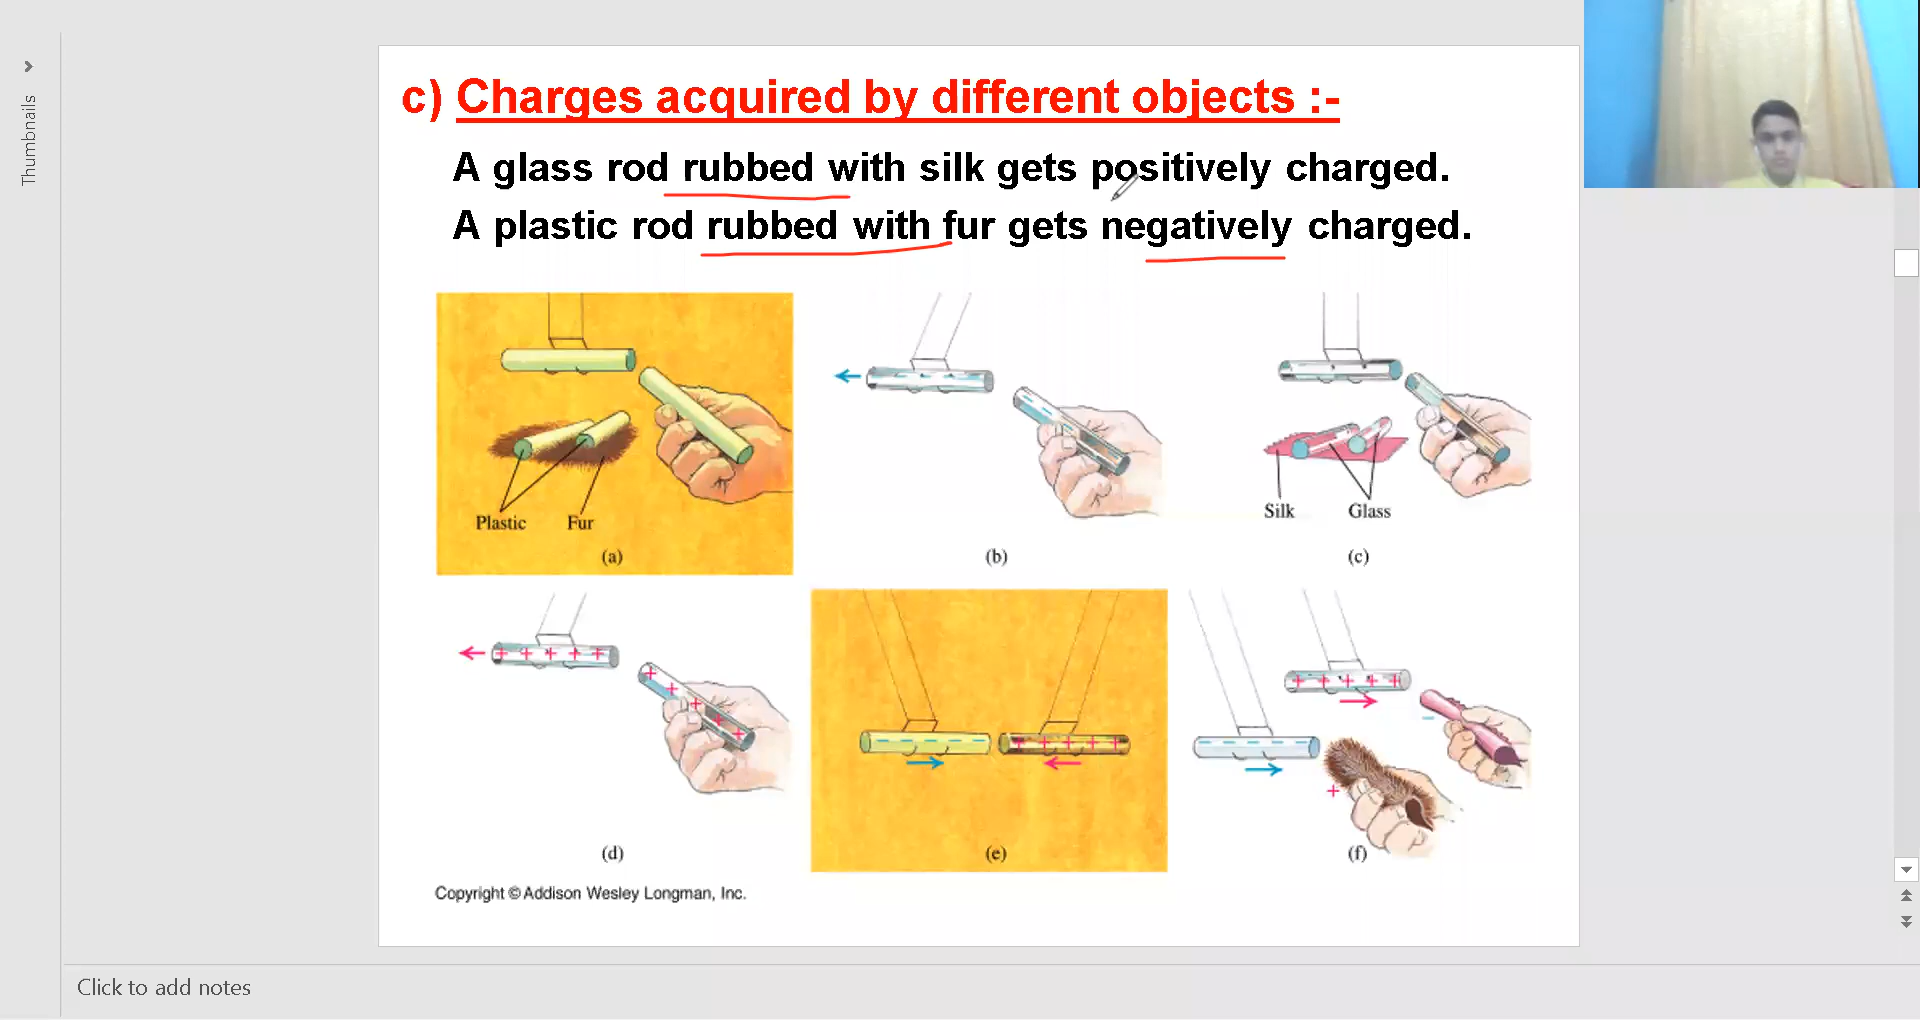 Thumbnails
c) Charges acquired by different objects :-
A glass rod rubbed with silk gets positively charged.
A plastic rod rubbed with fur gets negatively charged.
Plastic Fur
(a)
(b)
Silk Glass
(c)
(d)
(e)
(f)
Copyright © Addison Wesley Longman, Inc.
Click to add notes